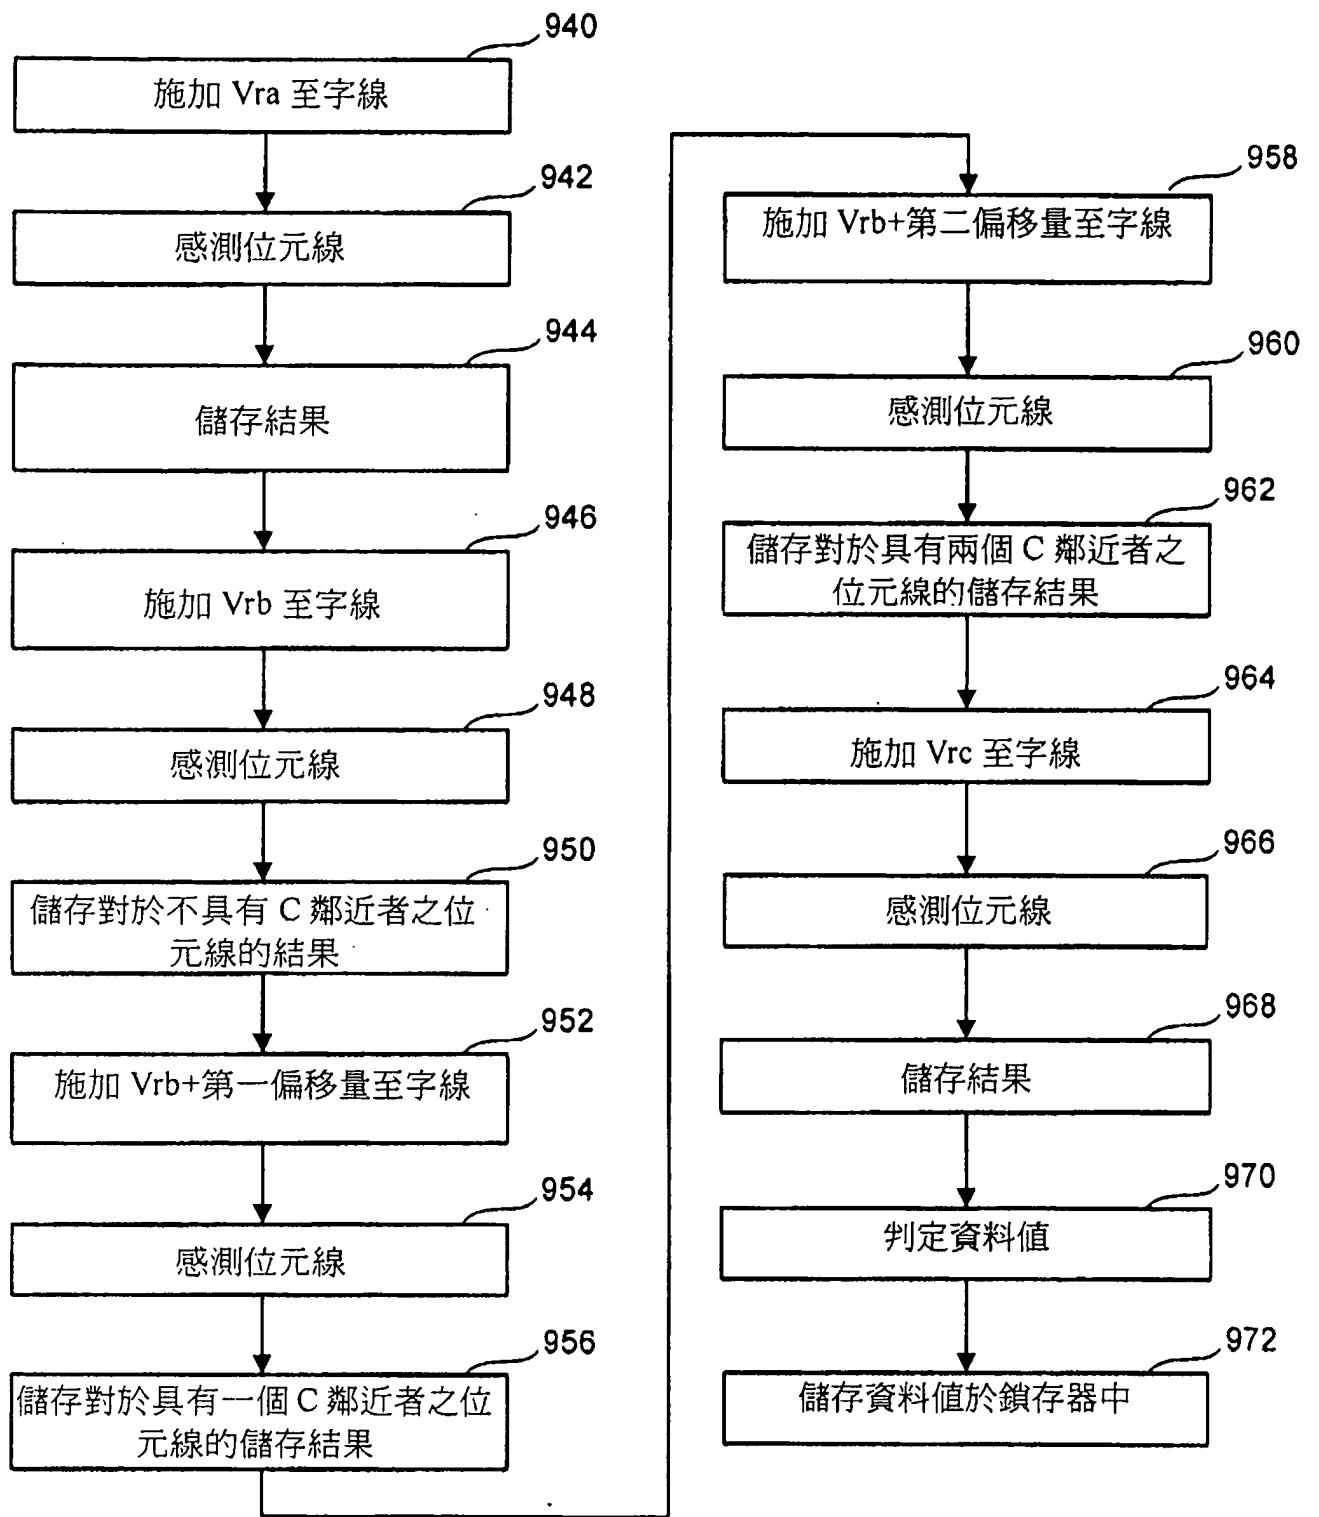 940
施加 Vra 至字線
942
感測位元線
944
儲存結果
946
施加 Vrb 至字線
948
感測位元線
950
儲存對於不具有 C 鄰近者之位
元線的結果
952
施加 Vrb+第一偏移量至字線
954
感測位元線
956
儲存對於具有一個 C 鄰近者之位
元線的儲存結果
958
施加 Vrb+第二偏移量至字線
960
感測位元線
962
儲存對於具有兩個 C 鄰近者之
位元線的儲存結果
964
施加 Vrc 至字線
966
感測位元線
968
儲存結果
970
判定資料值
972
儲存資料值於鎖存器中